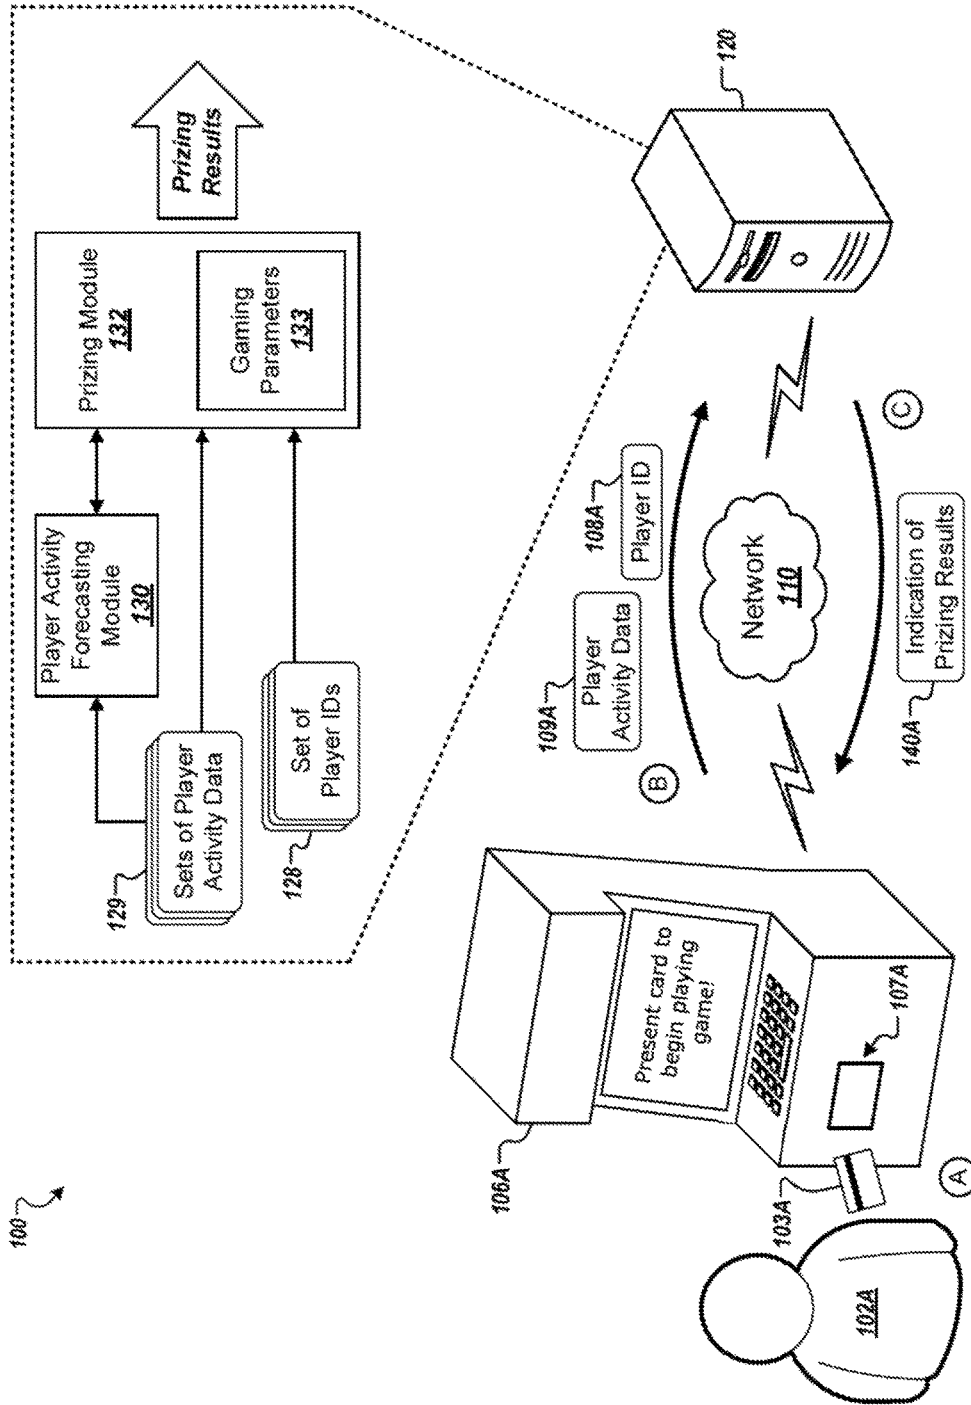 100
129
Sets of Player
Activity Data
128
Set of
Player IDs
Player Activity
Forecasting
Module
130
Prizing Module
132
Gaming
Parameters
133
Prizing
Results
102A
103A
A
106A
Present card to
begin playing
game!
107A
B
109A
Player
Activity Data
108A
Player ID
Network
110
C
140A
Indication of
Prizing Results
120